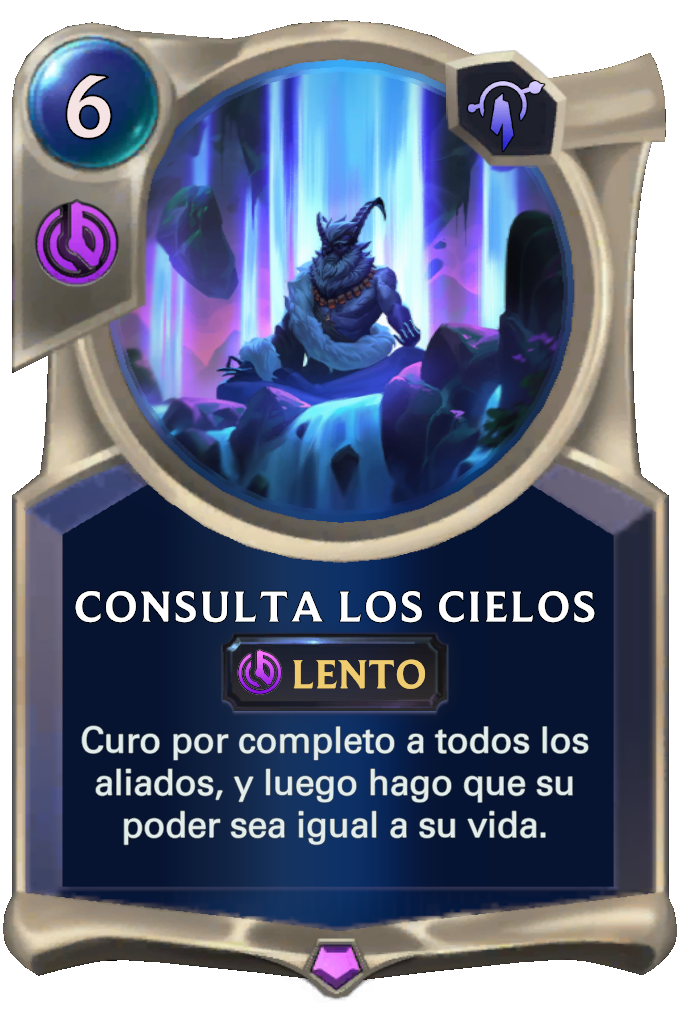 6
CONSULTA LOS CIELOS
LENTO
Curo por completo a todos los
aliados, y luego hago que su
poder sea igual a su vida.